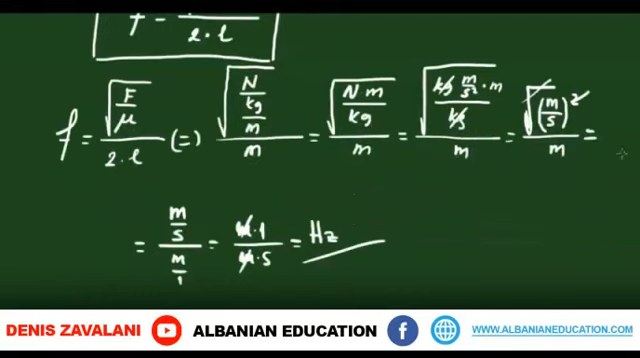 f = √ / 2·l
f = √(F/μ) / 2·l (=) √(N/(kg/m)) / m = √(N m/kg) / m = √(kg m/s²·m/kg) / m = √(m/s)² / m =
= (m/s)/(m/1) = m·1/m·s = Hz
DENIS ZAVALANI ALBANIAN EDUCATION WWW.ALBANIANEDUCATION.COM